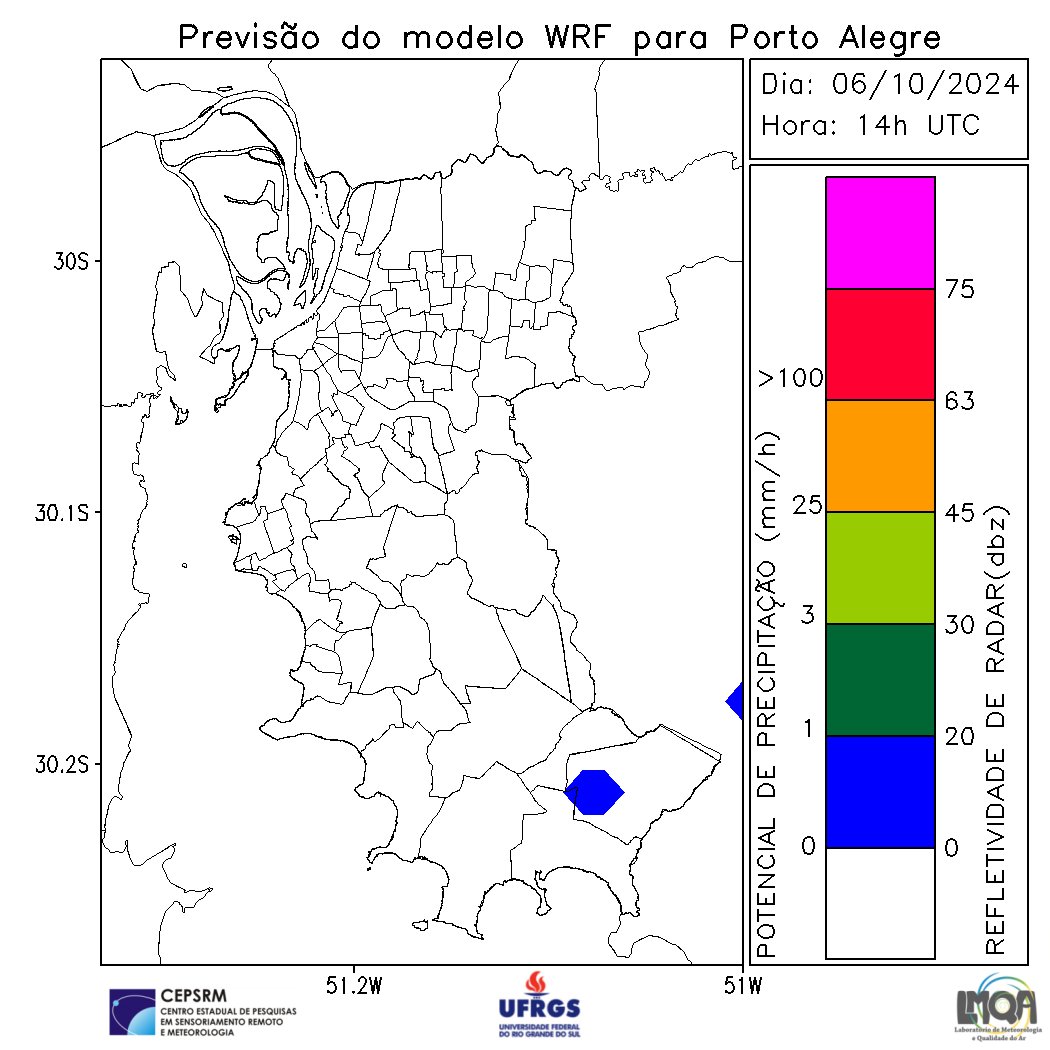 Previsão do modelo WRF para Porto Alegre
Dia: 06/10/2024
Hora: 14h UTC
30S
30.1S
30.2S
51.2W
51W
POTENCIAL DE PRECIPITAÇÃO (mm/h)
>100
25
3
1
0
75
63
45
30
20
0
REFLETIVIDADE DE RADAR(dbz)
CEPSRM
CENTRO ESTADUAL DE PESQUISAS
EM SENSORIAMENTO REMOTO
E METEOROLOGIA
UFRGS
UNIVERSIDADE FEDERAL
DO RIO GRANDE DO SUL
LMQA
Laboratório de Meteorologia
e Qualidade do Ar